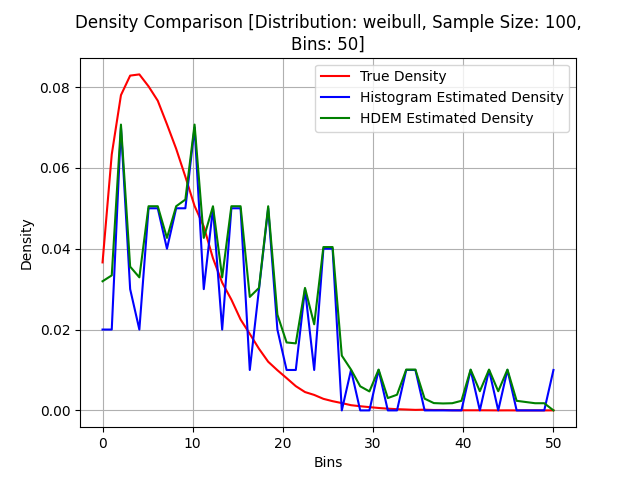 Density Comparison [Distribution: weibull, Sample Size: 100,
Bins: 50]
True Density
Histogram Estimated Density
HDEM Estimated Density
Density
0.08
0.06
0.04
0.02
0.00
0 10 20 30 40 50
Bins